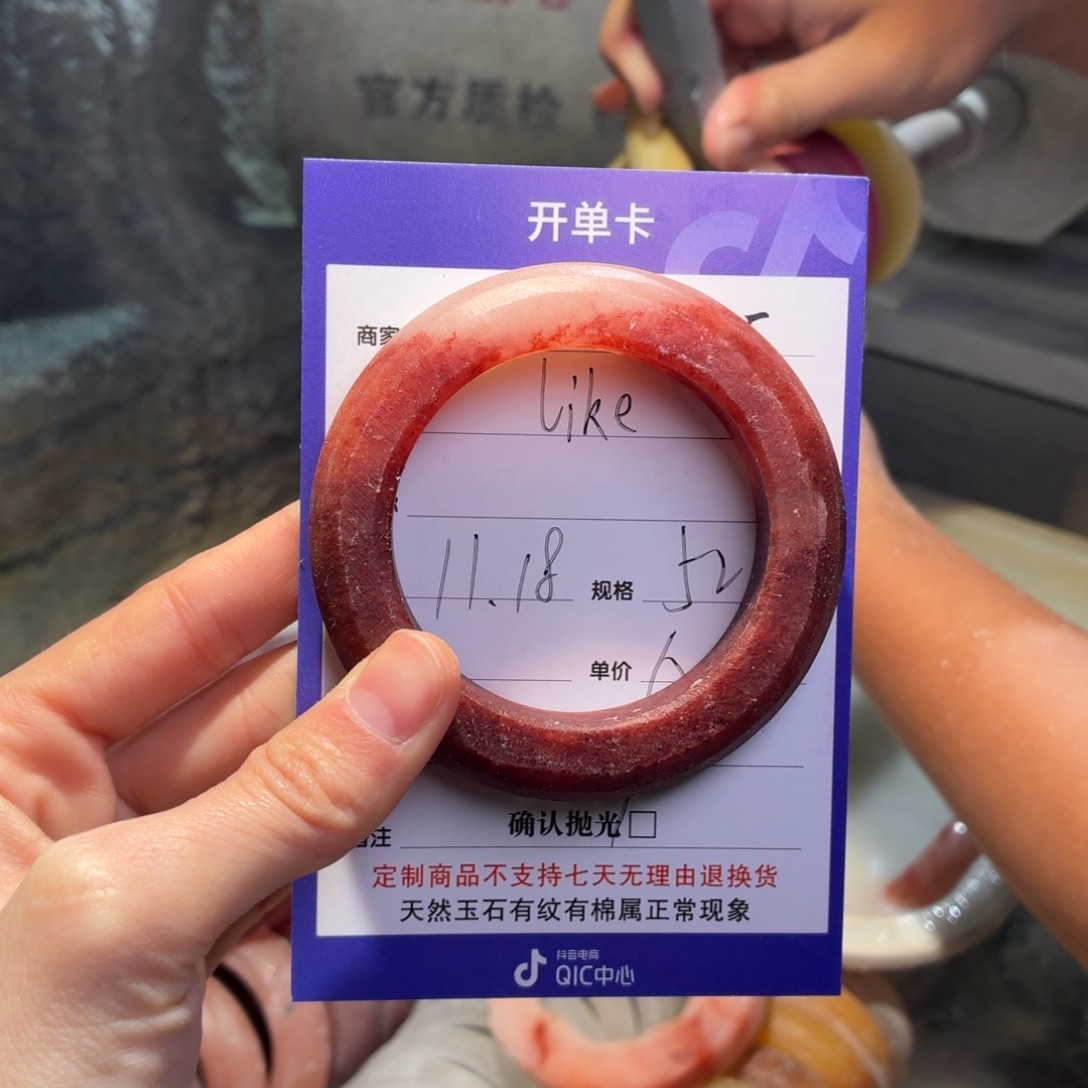 官方质检
开单卡
商家
like
11.18 规格 52
单价
确认抛光□
注
定制商品不支持七天无理由退换货
天然玉石有纹有棉属正常现象
抖音电商
QIC中心